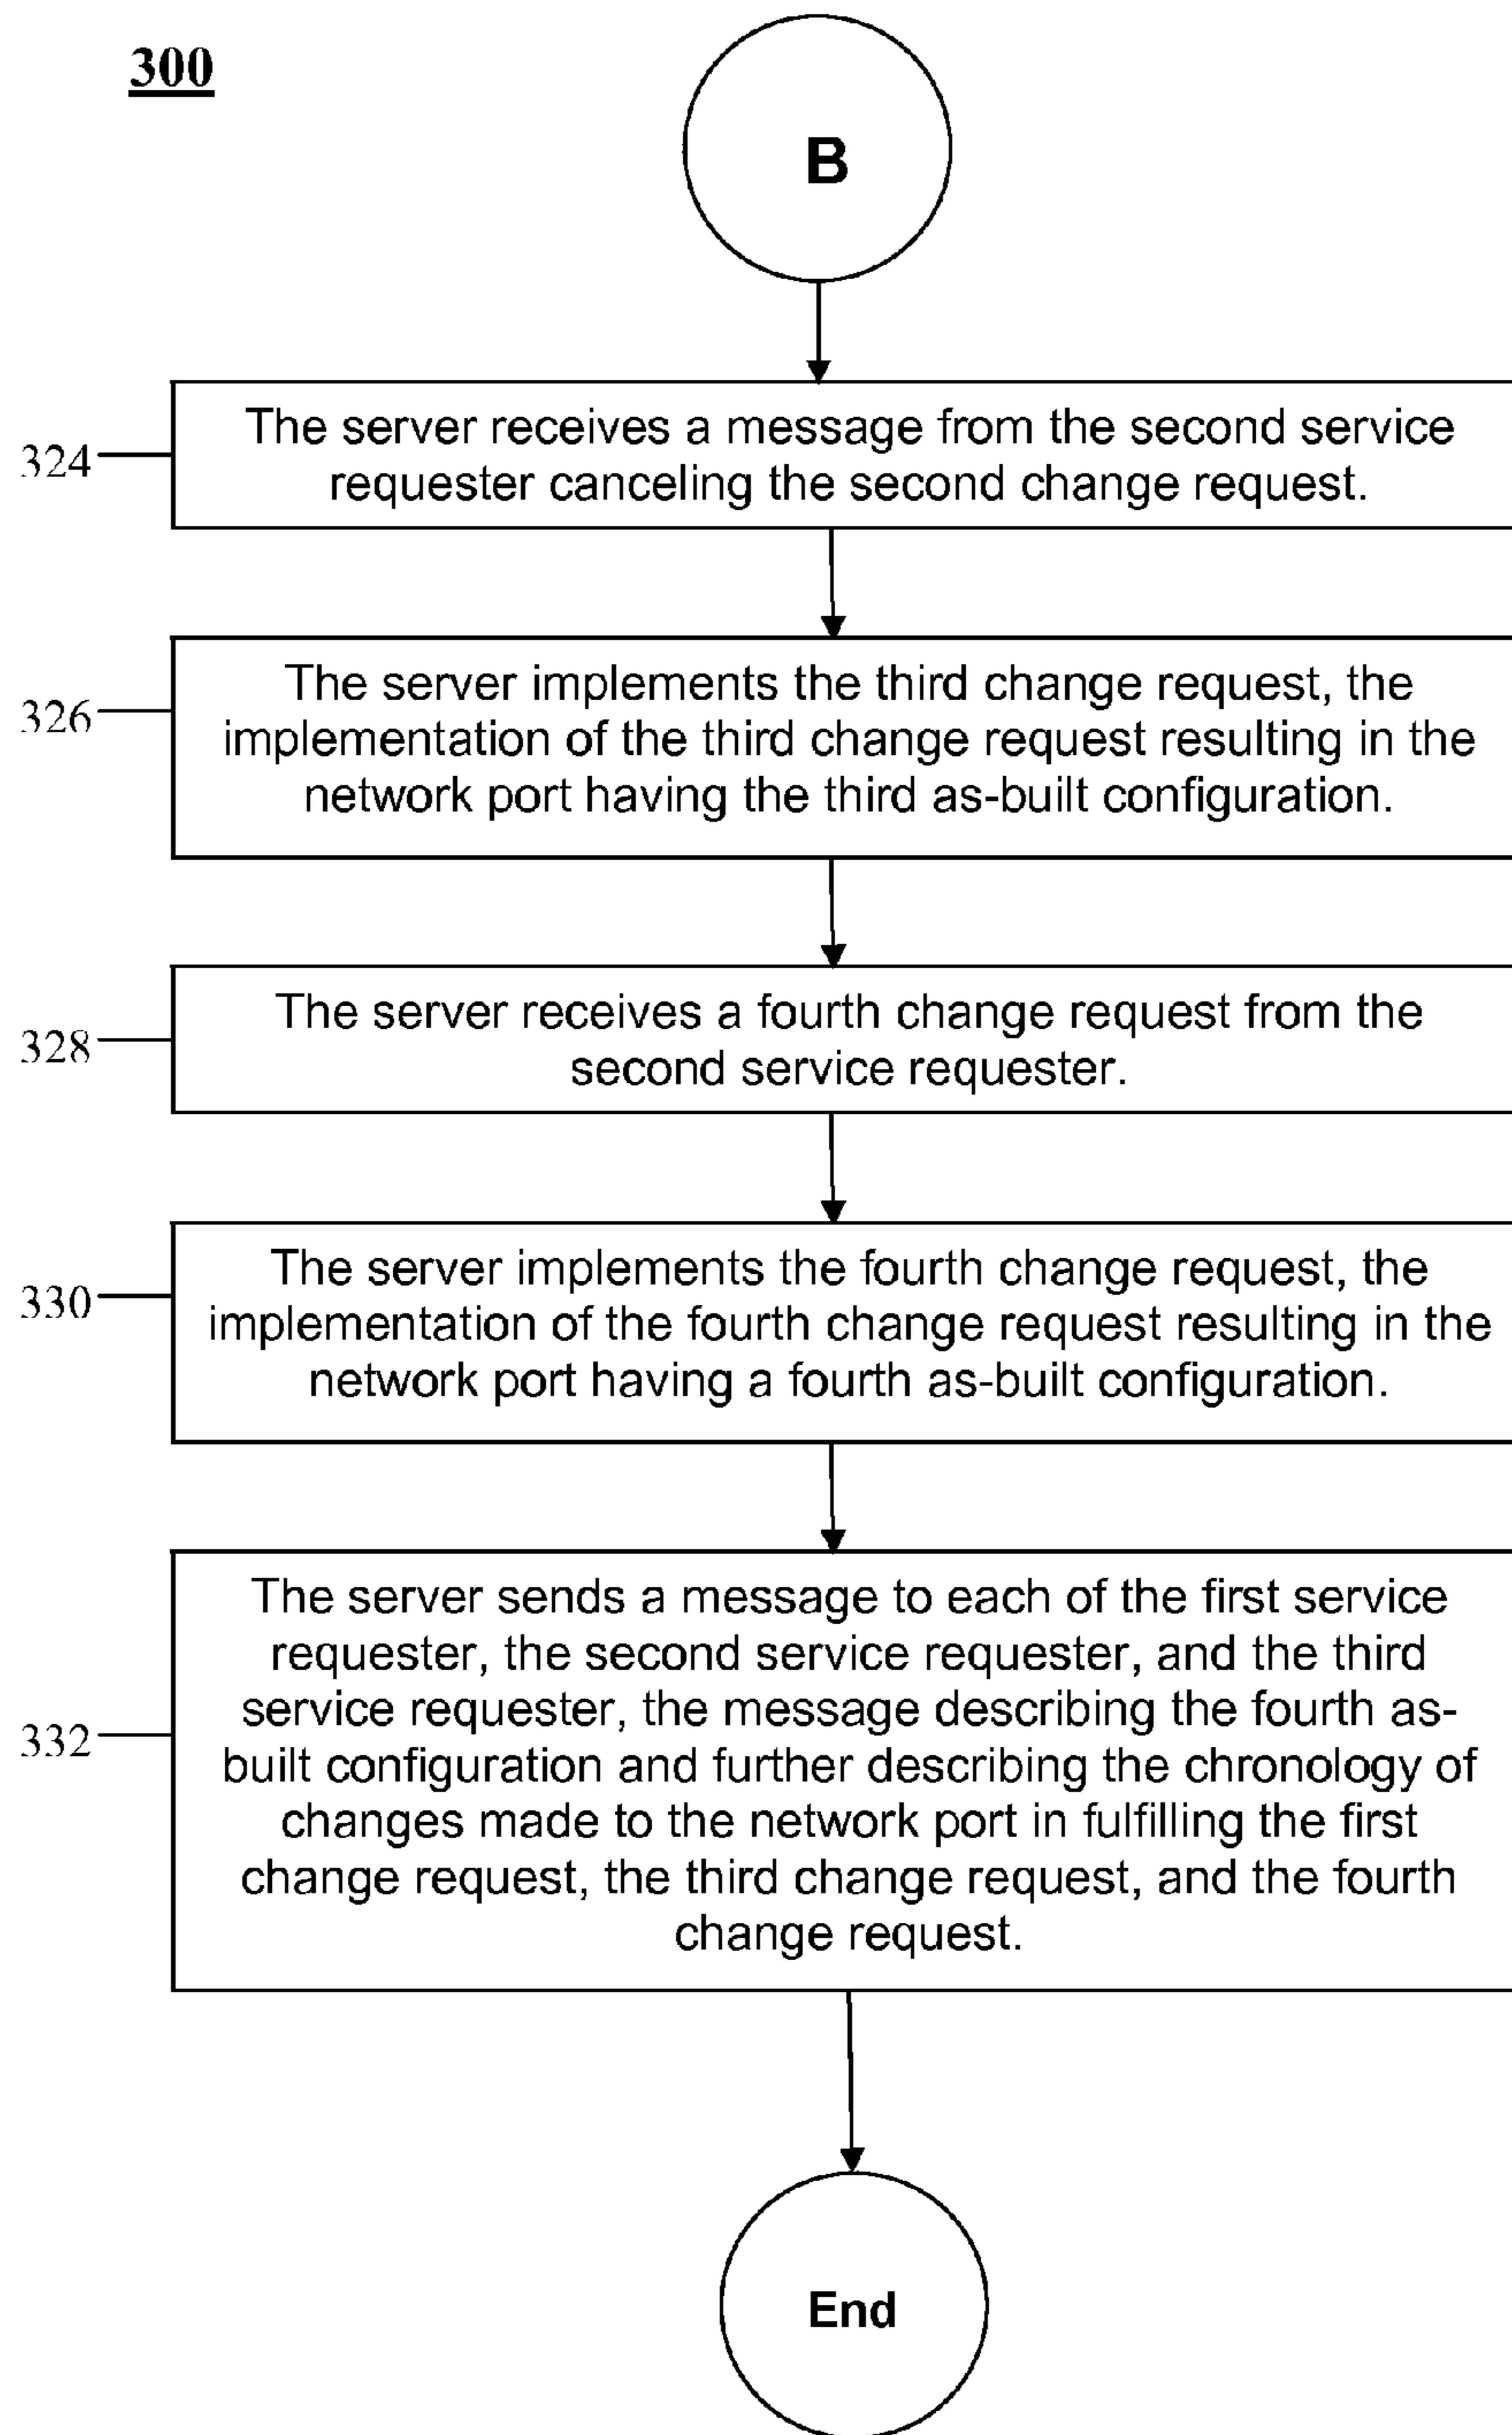 300
B
324
The server receives a message from the second service
requester canceling the second change request.
326
The server implements the third change request, the
implementation of the third change request resulting in the
network port having the third as-built configuration.
328
The server receives a fourth change request from the
second service requester.
330
The server implements the fourth change request, the
implementation of the fourth change request resulting in the
network port having a fourth as-built configuration.
332
The server sends a message to each of the first service
requester, the second service requester, and the third
service requester, the message describing the fourth as-
built configuration and further describing the chronology of
changes made to the network port in fulfilling the first
change request, the third change request, and the fourth
change request.
End